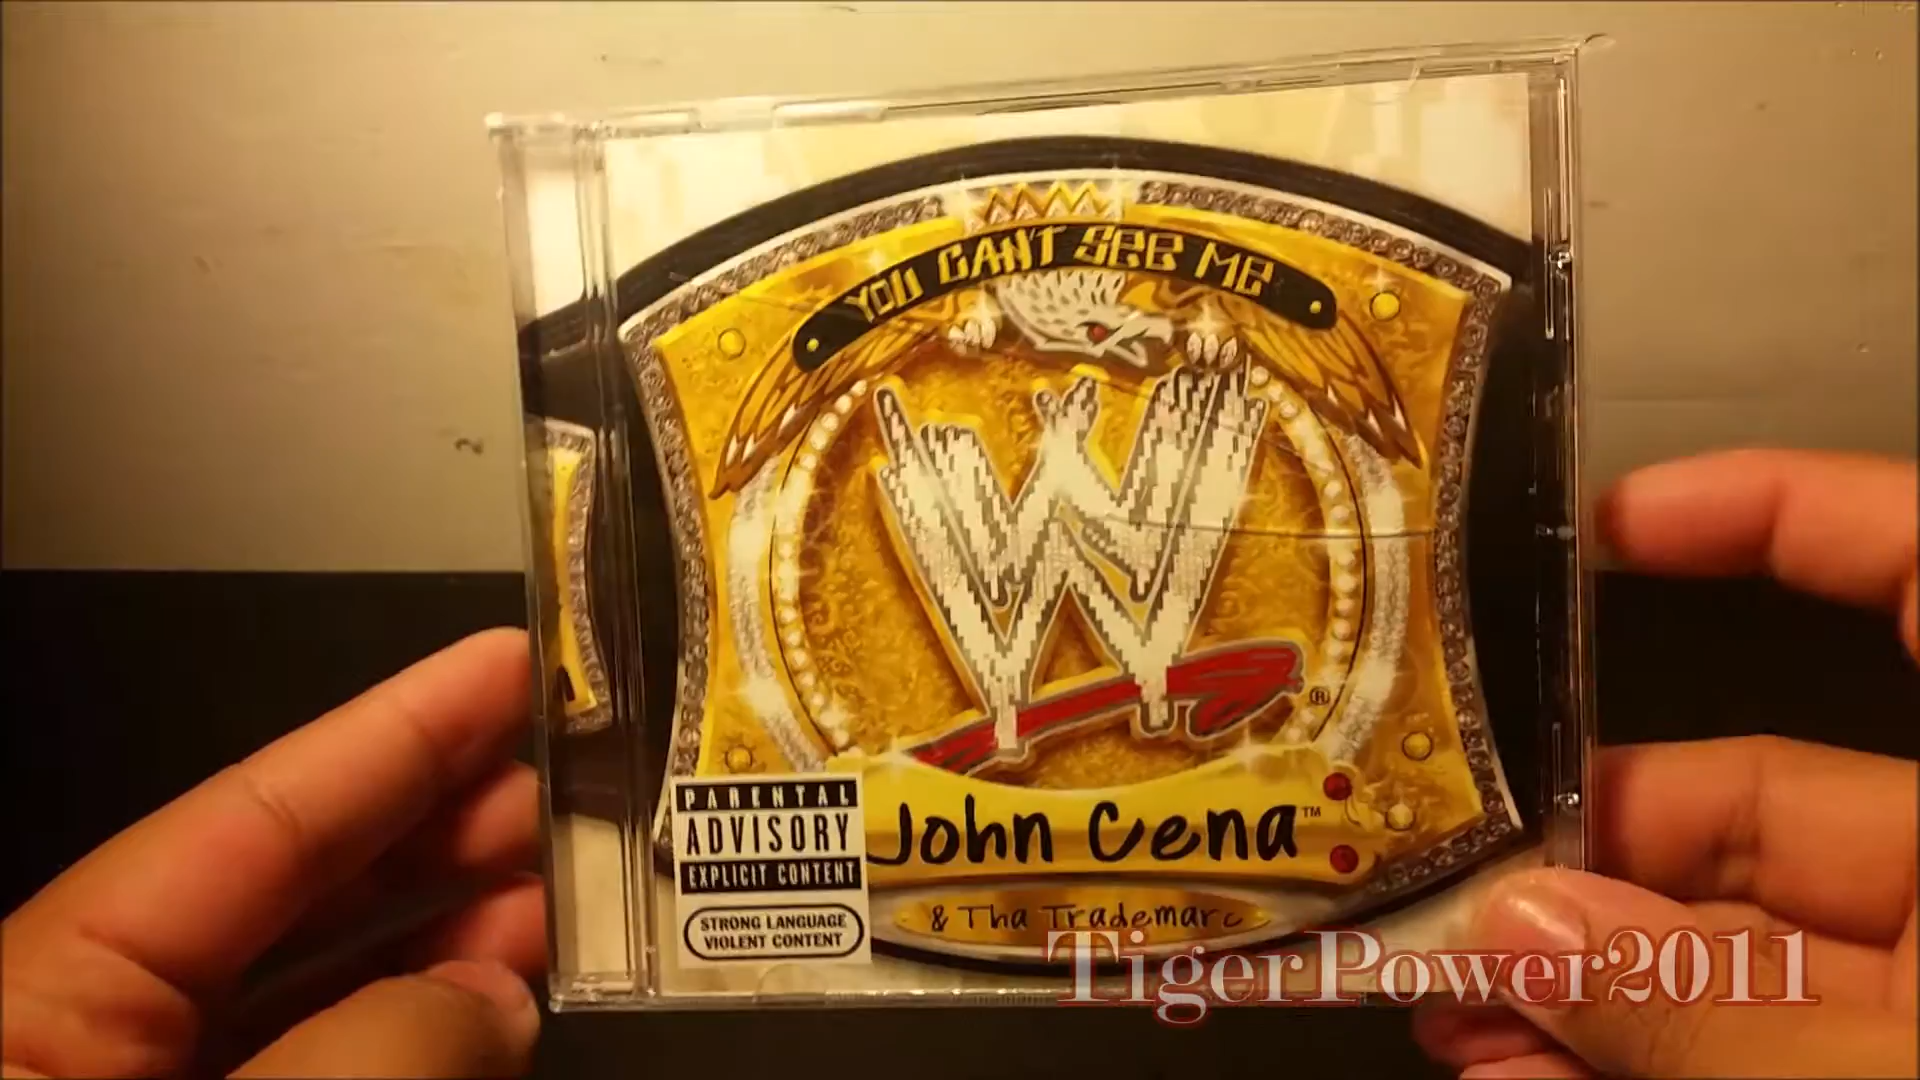 YOU CAN'T SEE ME
W
®
PARENTAL
ADVISORY
EXPLICIT CONTENT
STRONG LANGUAGE
VIOLENT CONTENT
John Cena™
& Tha Trademarc
TigerPower2011